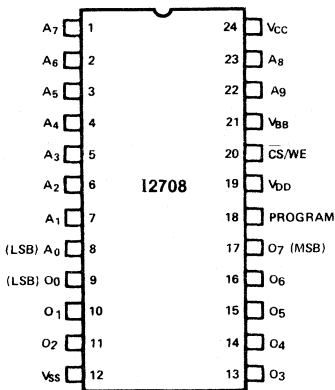 A7 1 24 VCC
A6 2 23 A8
A5 3 22 A9
A4 4 21 VBB
A3 5 20 C̅S̅/WE
A2 6 I2708 19 VDD
A1 7 18 PROGRAM
(LSB) A0 8 17 O7 (MSB)
(LSB) O0 9 16 O6
O1 10 15 O5
O2 11 14 O4
VSS 12 13 O3